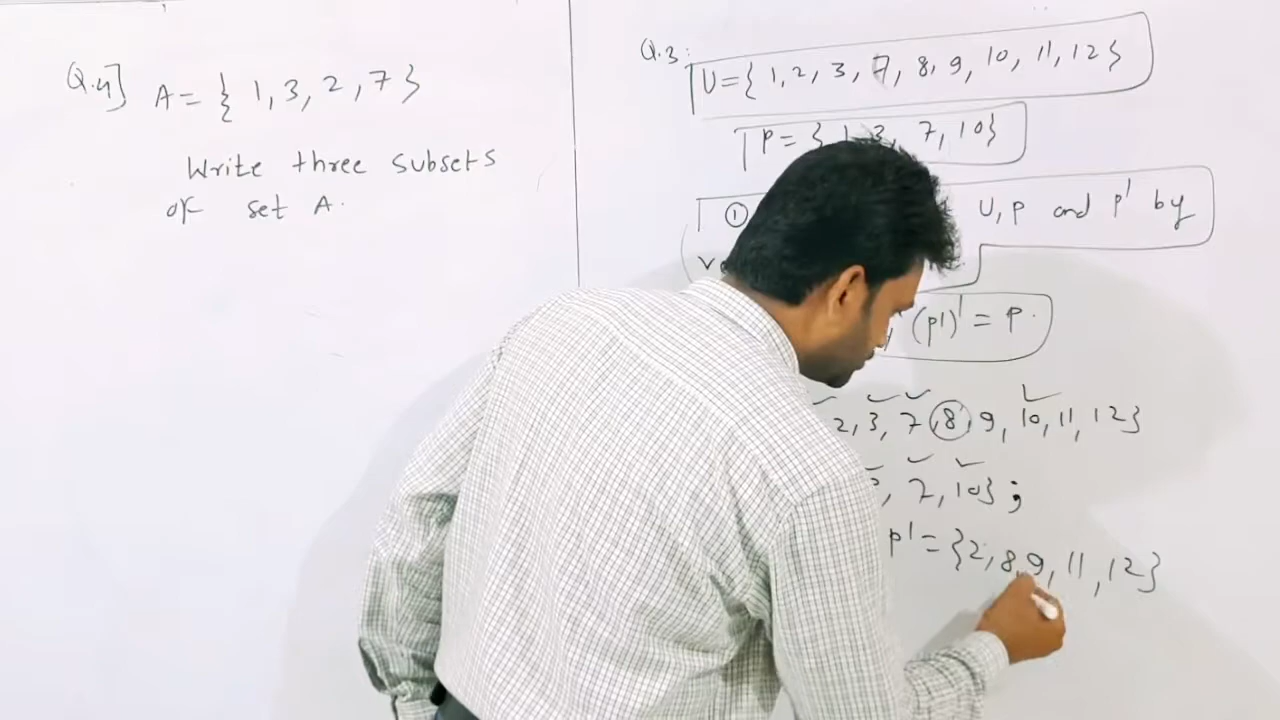 Q.4] A = { 1, 3, 2, 7 }
Write three subsets
of set A.
Q.3:
U = { 1, 2, 3, 7, 8, 9, 10, 11, 12 }
P = { 1, 3, 7, 10 }
① U, P and P' by
(P')' = P.
2, 3, 7, 8, 9, 10, 11, 12 }
, 7, 10 } ;
P' = { 2, 8, 9, 11, 12 }